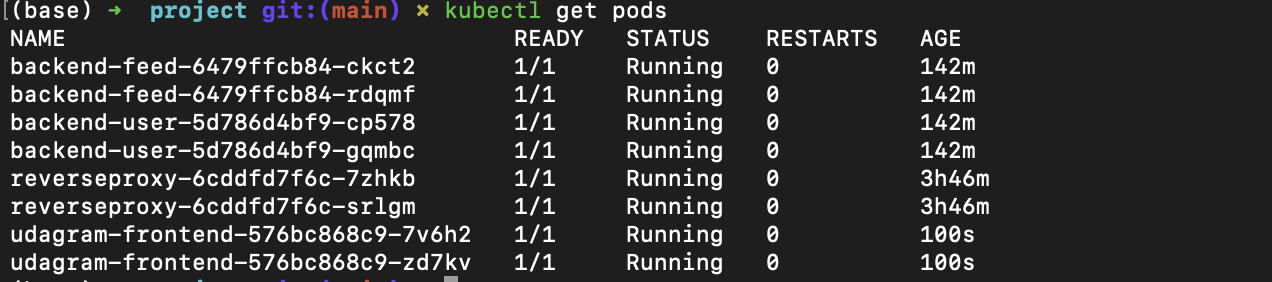 [(base) ➜ project git:(main) × kubectl get pods
NAME READY STATUS RESTARTS AGE
backend-feed-6479ffcb84-ckct2 1/1 Running 0 142m
backend-feed-6479ffcb84-rdqmf 1/1 Running 0 142m
backend-user-5d786d4bf9-cp578 1/1 Running 0 142m
backend-user-5d786d4bf9-gqmbc 1/1 Running 0 142m
reverseproxy-6cddfd7f6c-7zhkb 1/1 Running 0 3h46m
reverseproxy-6cddfd7f6c-srlgm 1/1 Running 0 3h46m
udagram-frontend-576bc868c9-7v6h2 1/1 Running 0 100s
udagram-frontend-576bc868c9-zd7kv 1/1 Running 0 100s